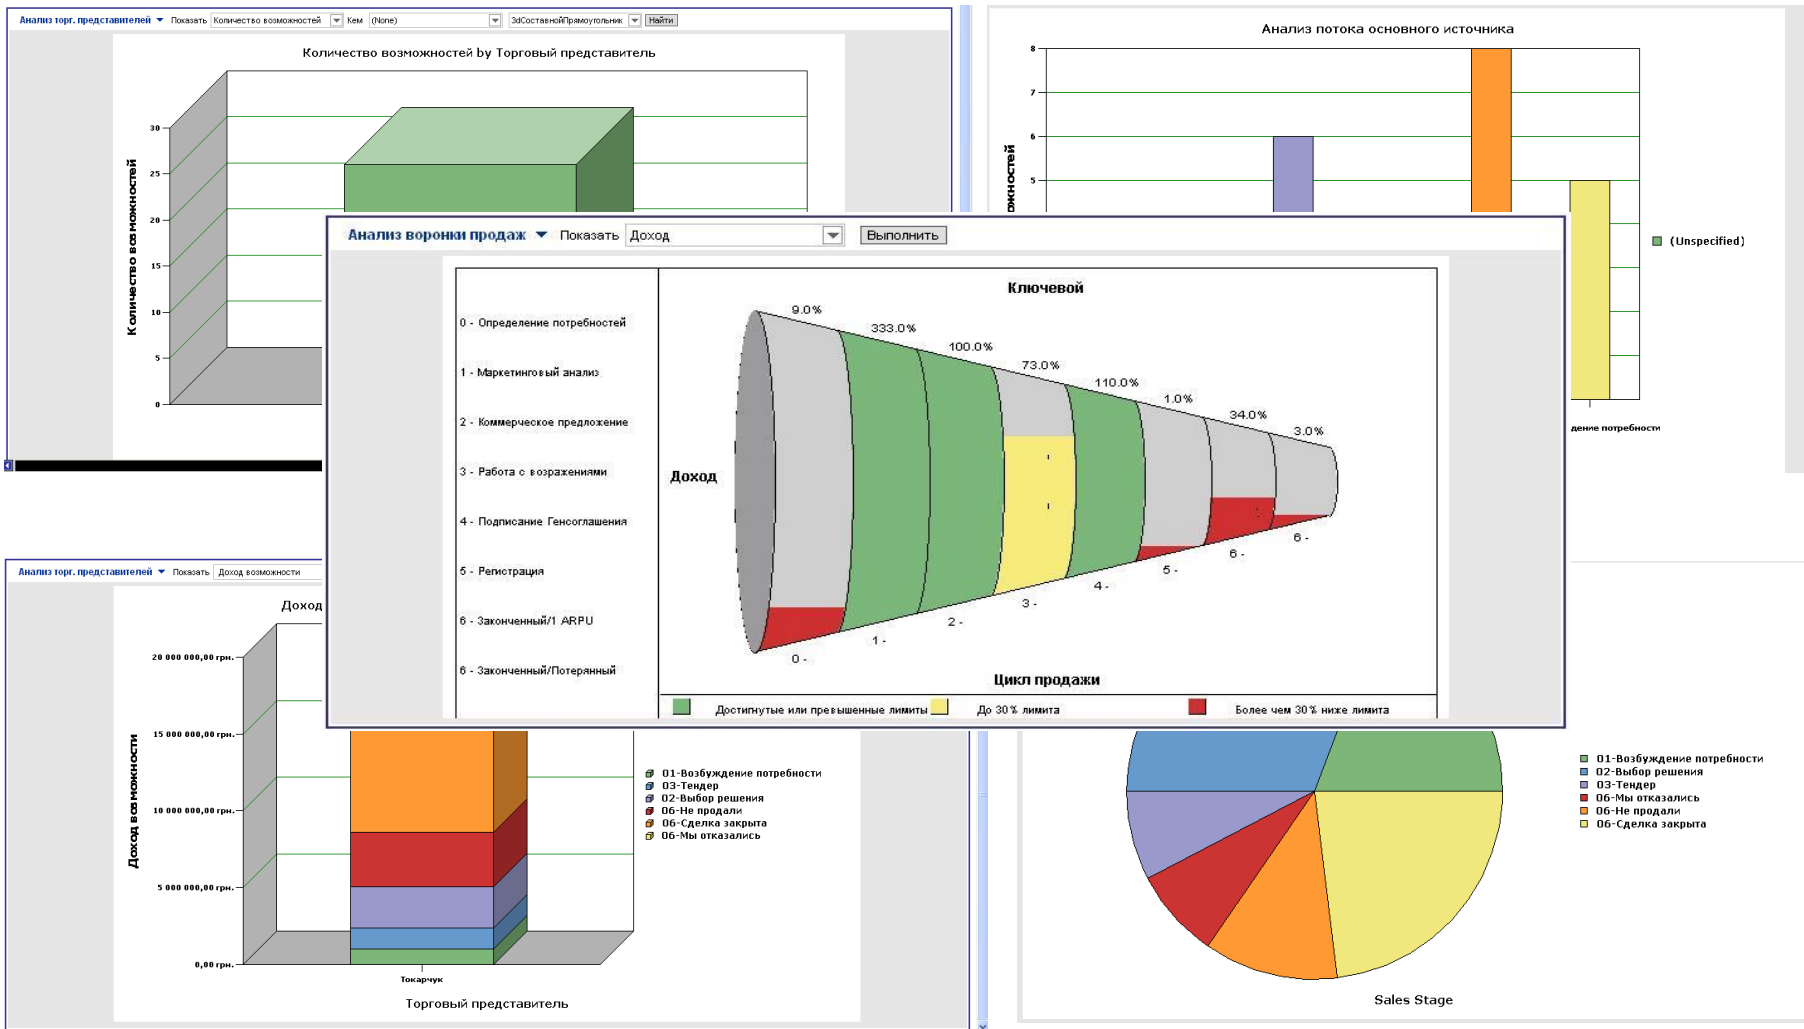 Анализ торг. представителей Показать Количество возможностей Кем (None) 3dСоставнойПрямоугольник Найти
Количество возможностей by Торговый представитель
Количество возможностей
30
25
20
15
10
5
0
Анализ потока основного источника
8
7
6
5
(Unspecified)
дение потребности
Анализ воронки продаж Показать Доход Выполнить
0 - Определение потребностей
1 - Маркетинговый анализ
2 - Коммерческое предложение
3 - Работа с возражениями
4 - Подписание Генсоглашения
5 - Регистрация
6 - Законченный/1 ARPU
6 - Законченный/Потерянный
Ключевой
9.0%
333.0%
100.0%
73.0%
110.0%
1.0%
34.0%
3.0%
Доход
0 -
1 -
2 -
3 -
4 -
5 -
6 -
6 -
Цикл продажи
Достигнутые или превышенные лимиты
До 30% лимита
Более чем 30% ниже лимита
Анализ торг. представителей Показать Доход возможности
Доход
Доход возможности
20 000 000,00 грн.
15 000 000,00 грн.
10 000 000,00 грн.
5 000 000,00 грн.
0,00 грн.
Токарчук
Торговый представитель
01-Возбуждение потребности
03-Тендер
02-Выбор решения
06-Не продали
06-Сделка закрыта
06-Мы отказались
01-Возбуждение потребности
02-Выбор решения
03-Тендер
06-Мы отказались
06-Не продали
06-Сделка закрыта
Sales Stage